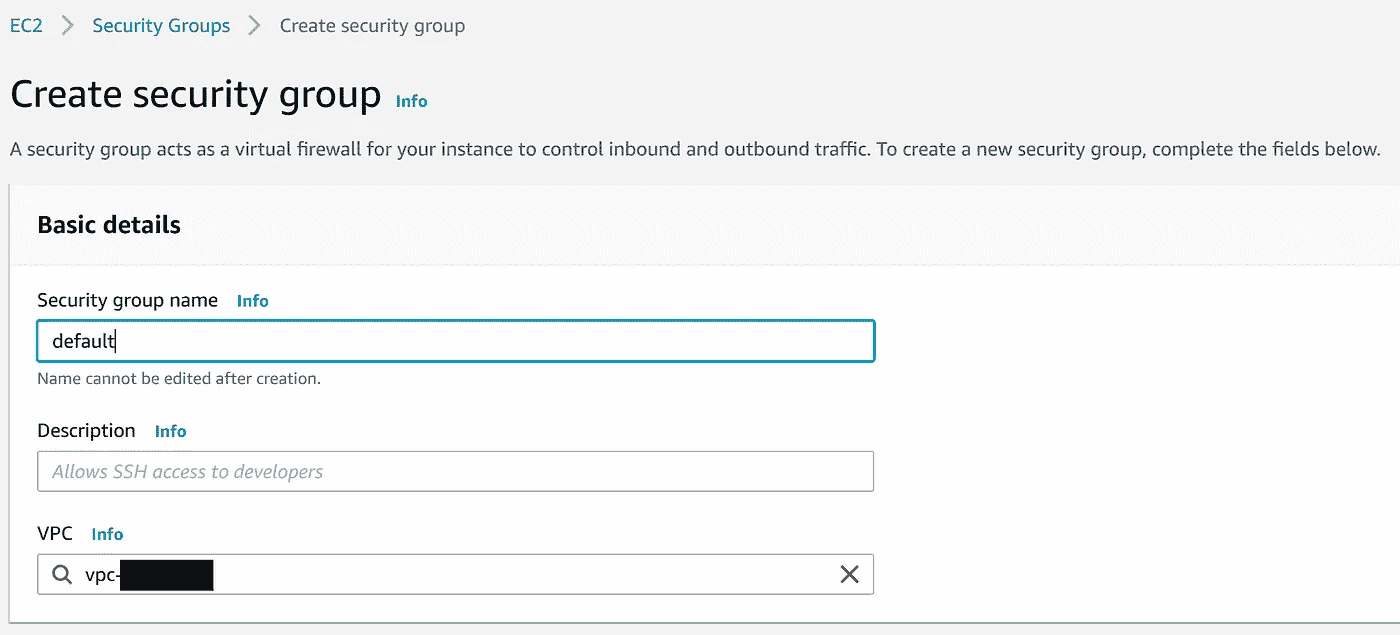 EC2 > Security Groups > Create security group
Create security group Info
A security group acts as a virtual firewall for your instance to control inbound and outbound traffic. To create a new security group, complete the fields below.
Basic details
Security group name Info
default
Name cannot be edited after creation.
Description Info
Allows SSH access to developers
VPC Info
vpc-